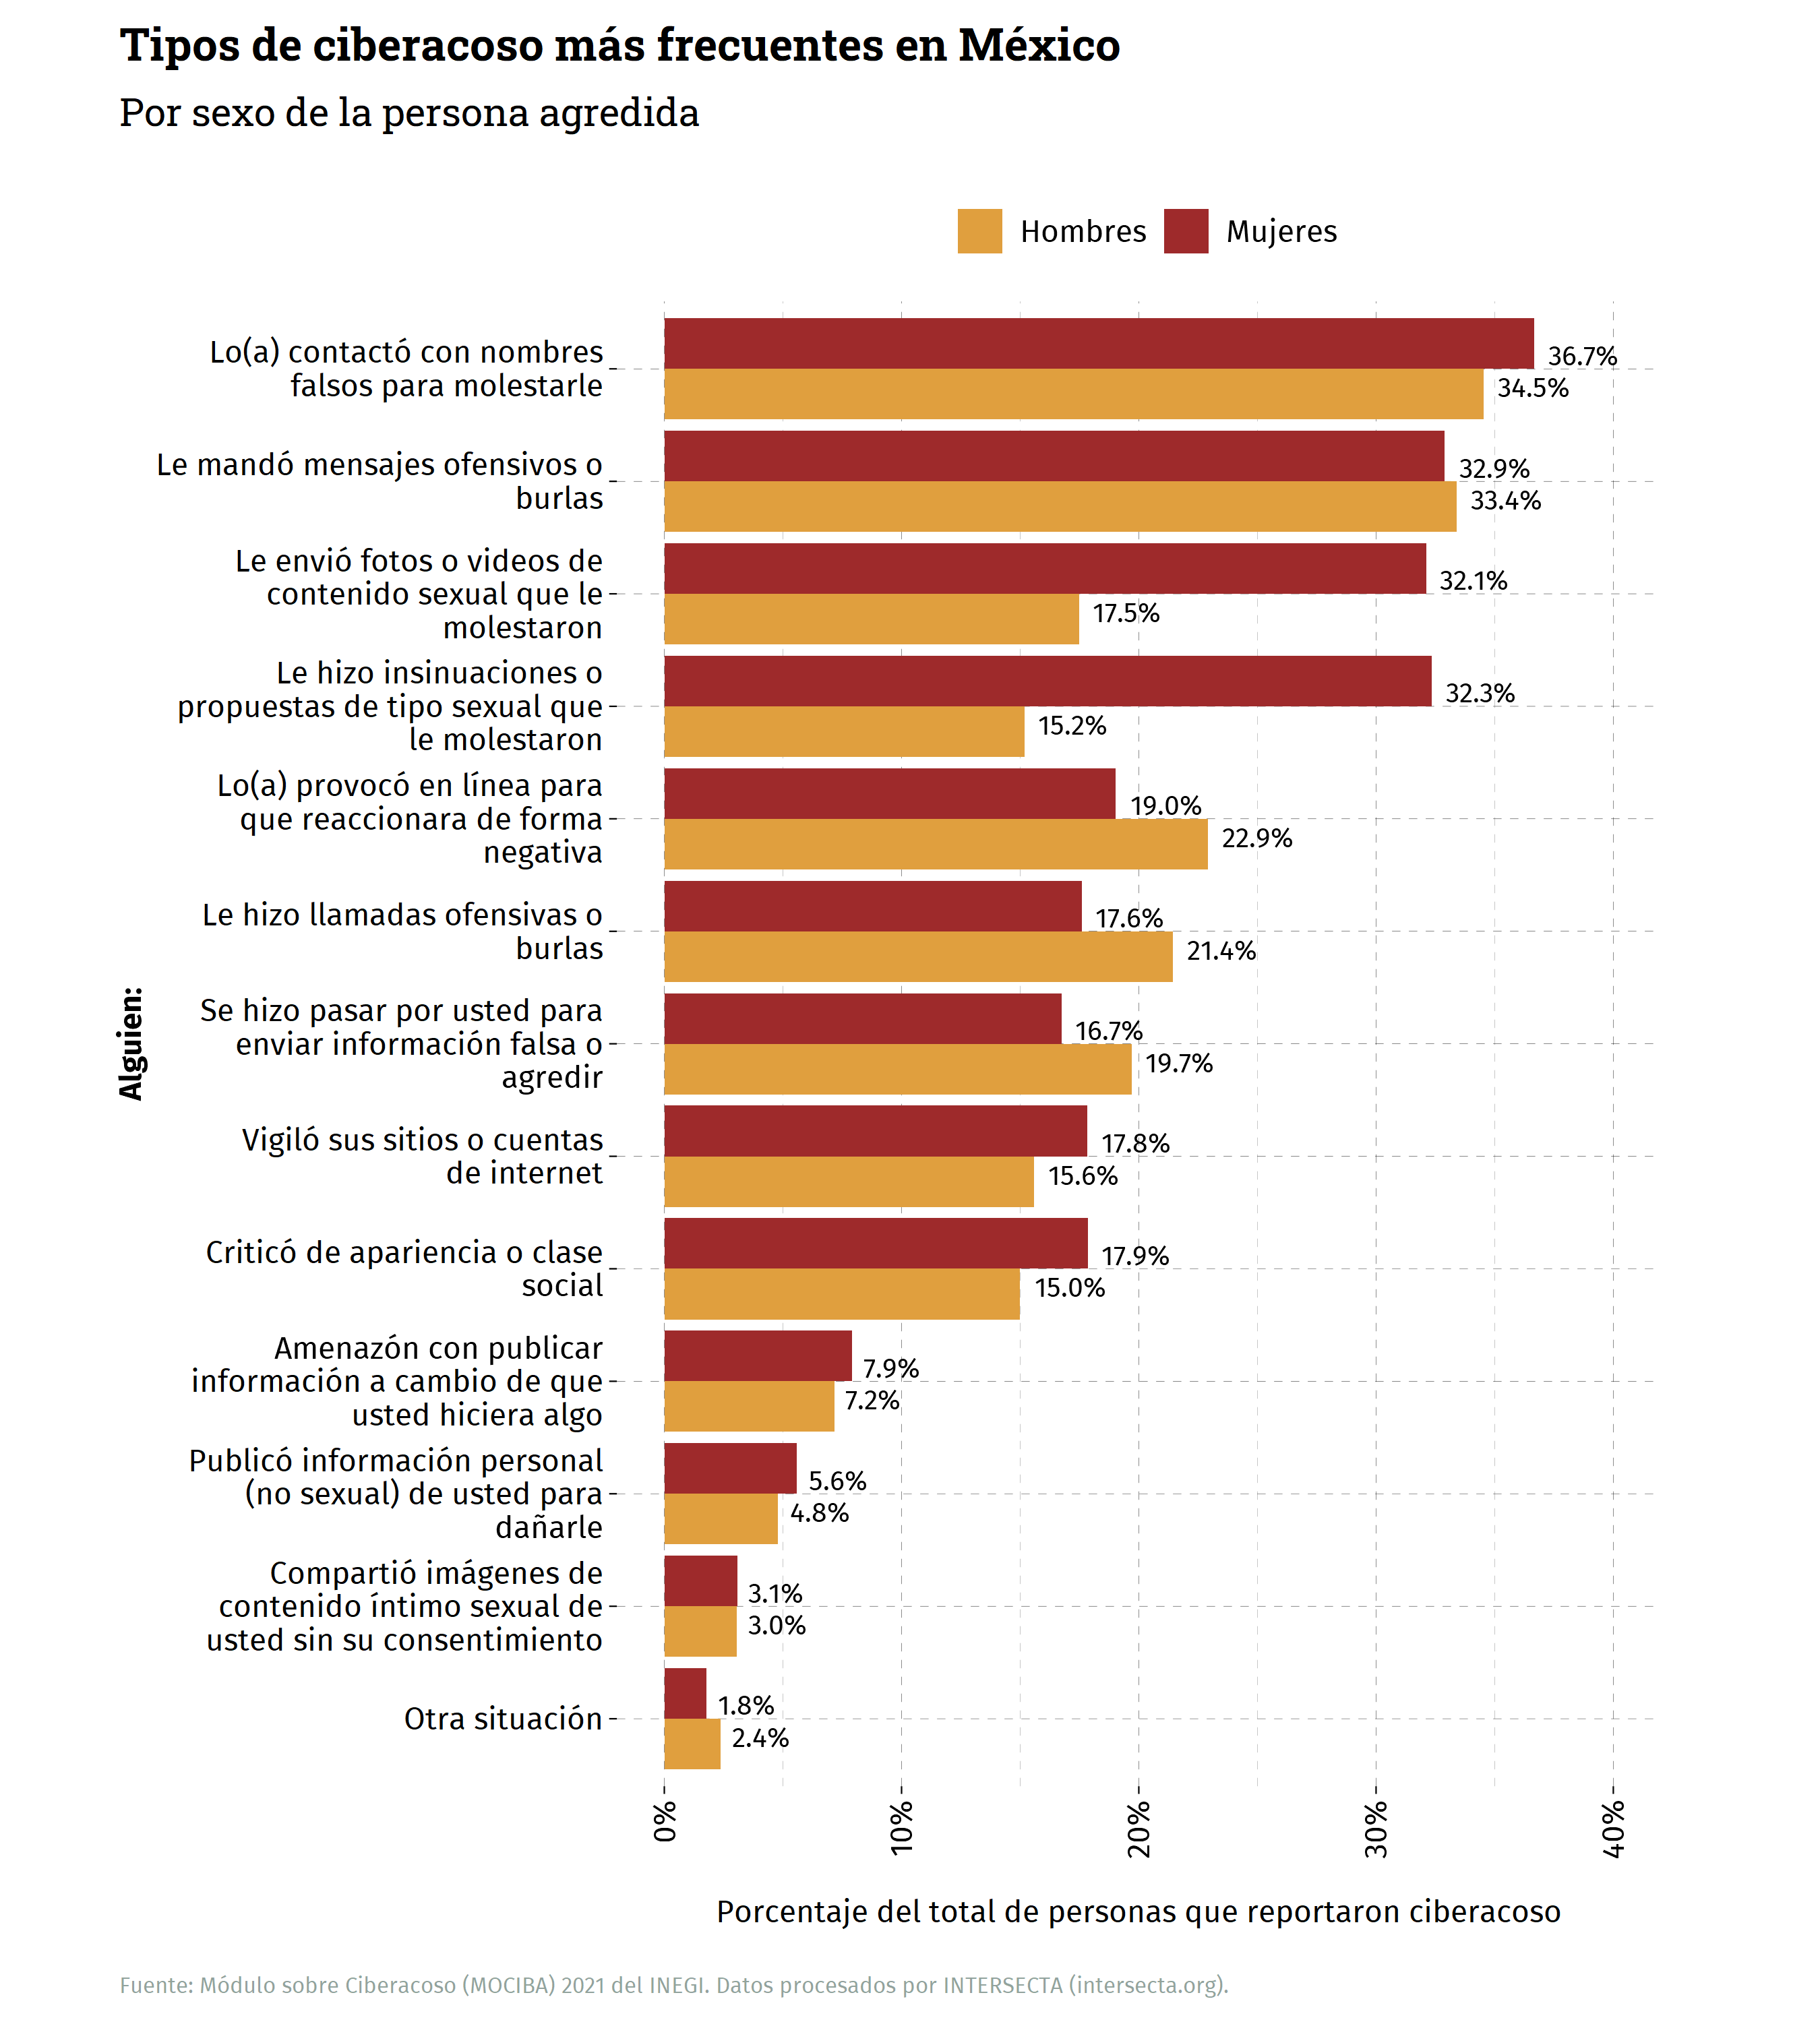 Tipos de ciberacoso más frecuentes en México
Por sexo de la persona agredida
Hombres
Mujeres
Alguien:
Lo(a) contactó con nombres
falsos para molestarle
36.7%
34.5%
Le mandó mensajes ofensivos o
burlas
32.9%
33.4%
Le envió fotos o videos de
contenido sexual que le
molestaron
32.1%
17.5%
Le hizo insinuaciones o
propuestas de tipo sexual que
le molestaron
32.3%
15.2%
Lo(a) provocó en línea para
que reaccionara de forma
negativa
19.0%
22.9%
Le hizo llamadas ofensivas o
burlas
17.6%
21.4%
Se hizo pasar por usted para
enviar información falsa o
agredir
16.7%
19.7%
Vigiló sus sitios o cuentas
de internet
17.8%
15.6%
Criticó de apariencia o clase
social
17.9%
15.0%
Amenazón con publicar
información a cambio de que
usted hiciera algo
7.9%
7.2%
Publicó información personal
(no sexual) de usted para
dañarle
5.6%
4.8%
Compartió imágenes de
contenido íntimo sexual de
usted sin su consentimiento
3.1%
3.0%
Otra situación
1.8%
2.4%
0%
10%
20%
30%
40%
Porcentaje del total de personas que reportaron ciberacoso
Fuente: Módulo sobre Ciberacoso (MOCIBA) 2021 del INEGI. Datos procesados por INTERSECTA (intersecta.org).